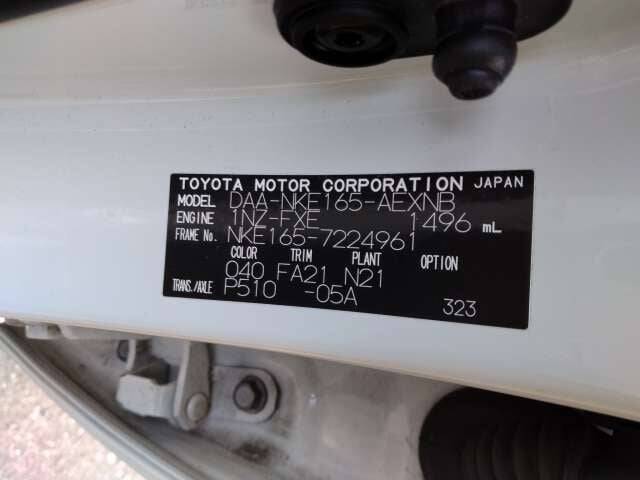 TOYOTA MOTOR CORPORATION JAPAN
MODEL DAA-NKE165-AEXNB
ENGINE 1NZ-FXE 1496 mL
FRAME No. NKE165-7224961
COLOR TRIM PLANT OPTION
040 FA21 N21
TRANS./AXLE P510 -05A
323